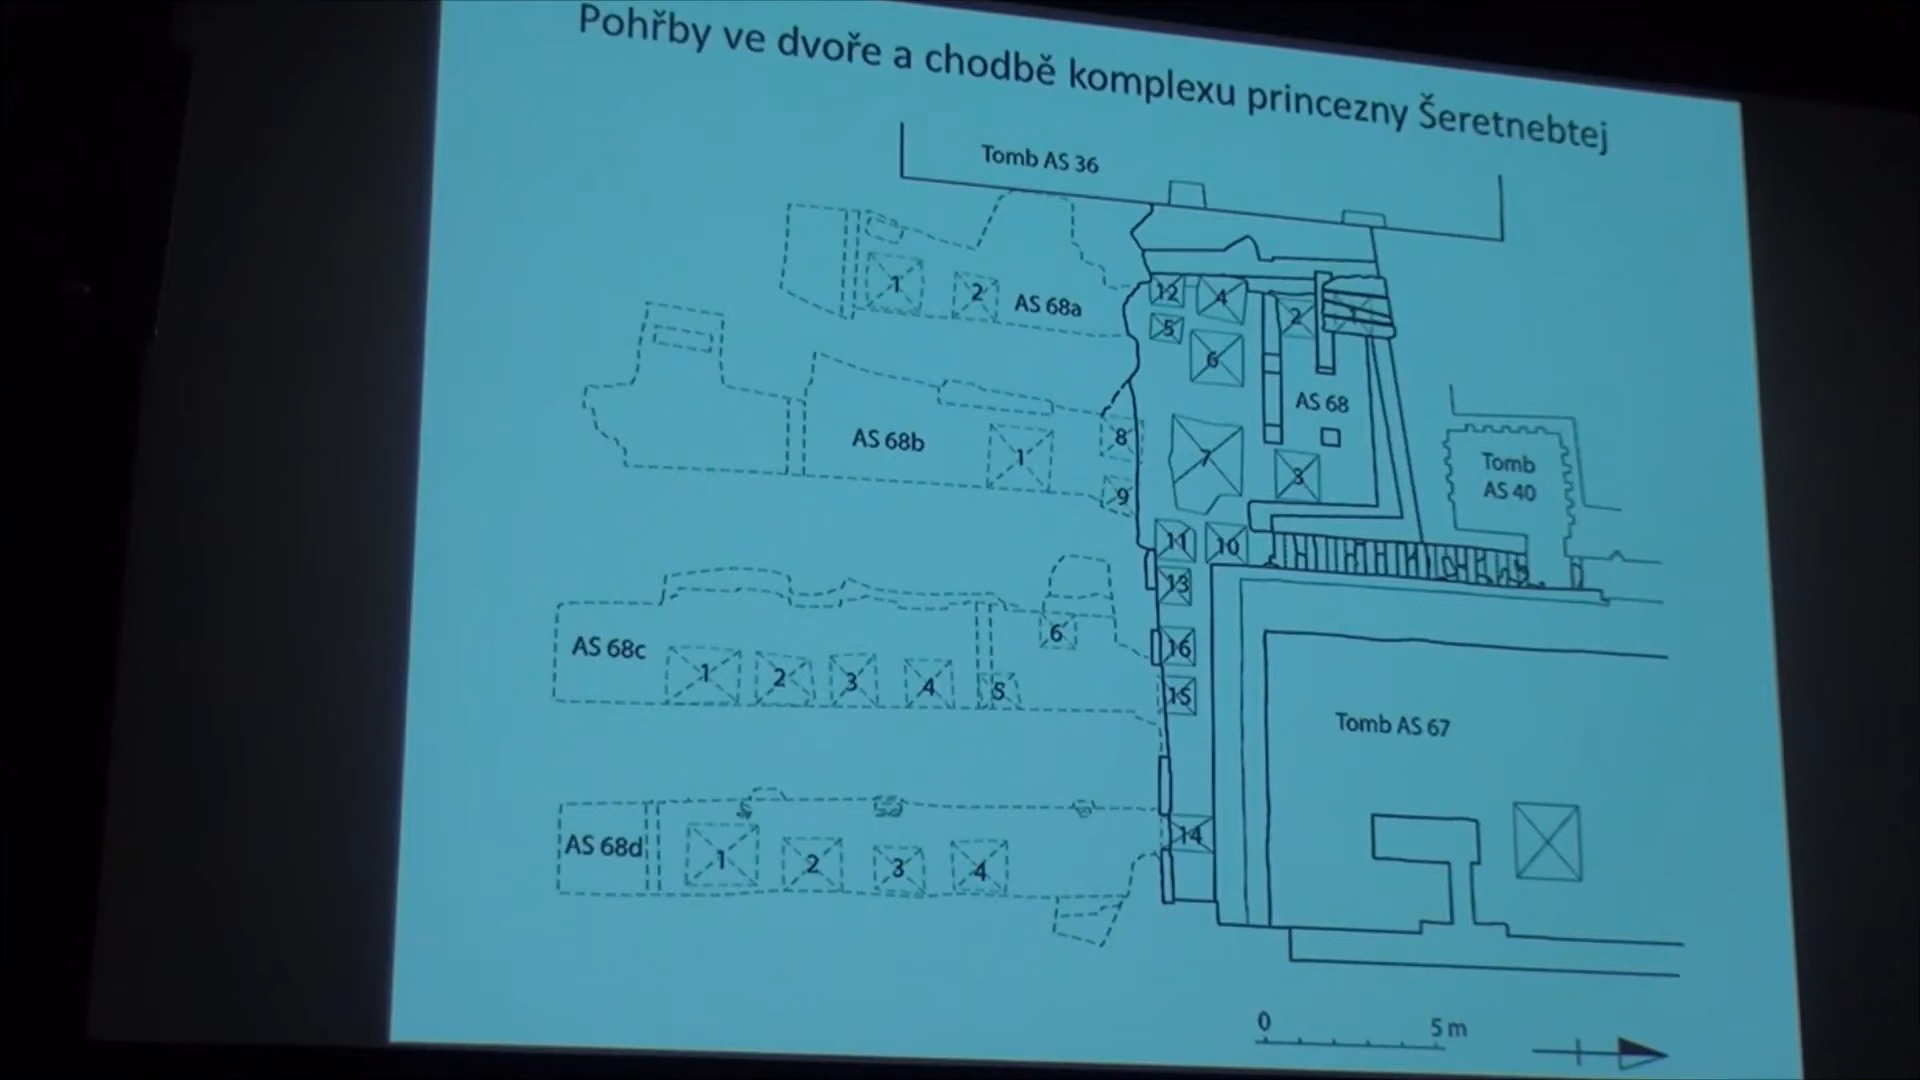 Pohřby ve dvoře a chodbě komplexu princezny Šeretnebtej
Tomb AS 36
1
2
AS 68a
12
4
2
1
5
6
AS 68
AS 68b
1
8
7
3
9
Tomb
AS 40
11
10
13
AS 68c
1
2
3
4
5
6
16
15
Tomb AS 67
14
AS 68d
1
2
3
4
0
5 m